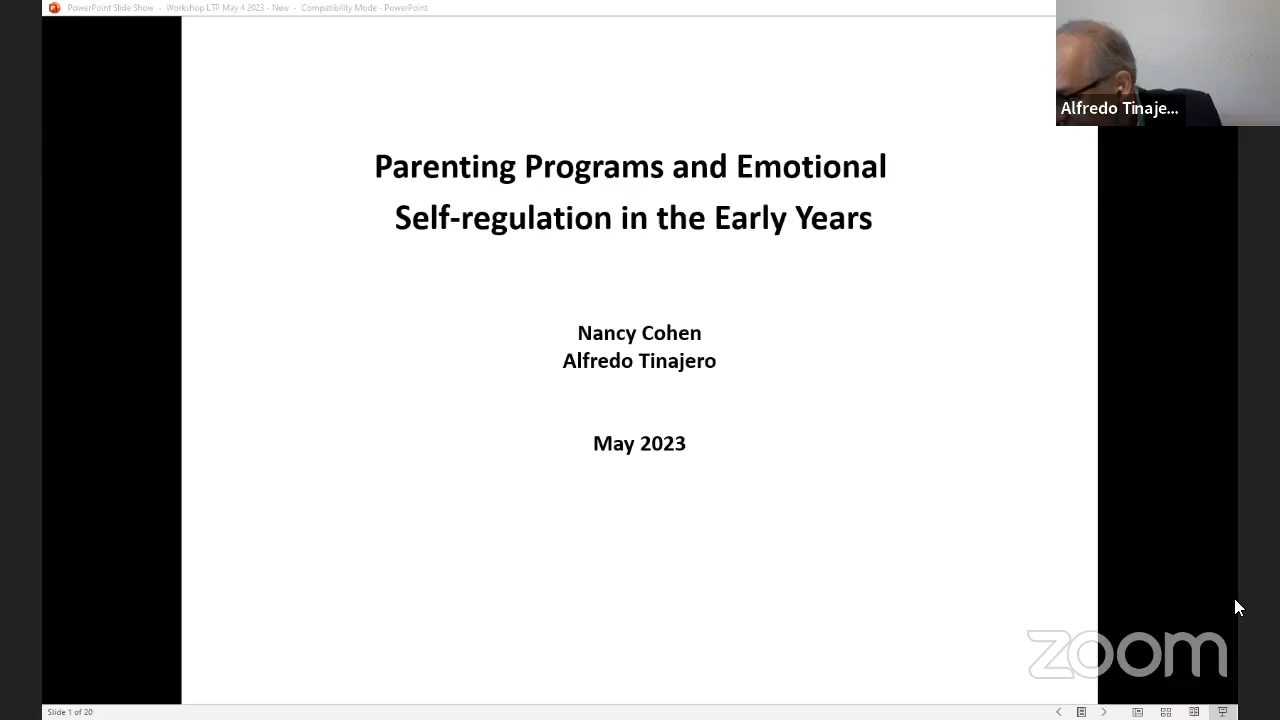 PowerPoint Slide Show - Workshop LTP May 4 2023 - New - Compatibility Mode - PowerPoint
Alfredo Tinaje...
Parenting Programs and Emotional
Self-regulation in the Early Years
Nancy Cohen
Alfredo Tinajero
May 2023
zoom
Slide 1 of 20